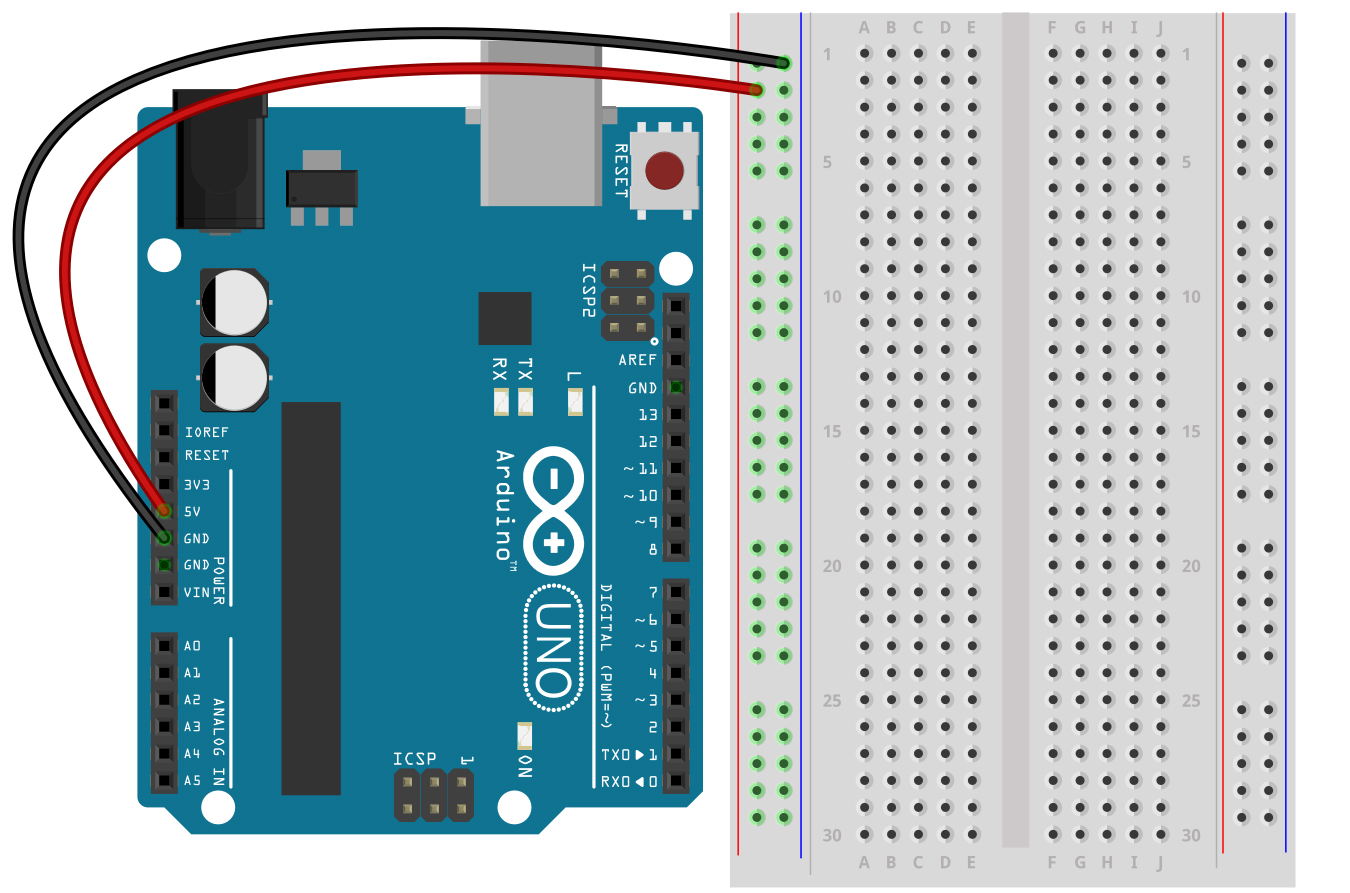 RESET
ICSP2
AREF
GND
13
12
~11
~10
~9
8
7
~6
~5
4
~3
2
TX0▶1
RX0◀0
DIGITAL (PWM=~)
RX
TX
L
Arduino™
UNO
ON
ICSP
1
IOREF
RESET
3V3
5V
GND
GND
VIN
POWER
A0
A1
A2
A3
A4
A5
ANALOG IN
A B C D E F G H I J
1 1
5 5
10 10
15 15
20 20
25 25
30 30
A B C D E F G H I J